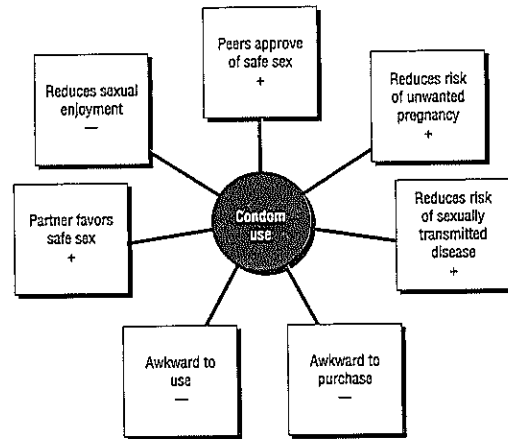 Peers approve
of safe sex
+
Reduces sexual
enjoyment
—
Reduces risk
of unwanted
pregnancy
+
Condom
use
Partner favors
safe sex
+
Reduces risk
of sexually
transmitted
disease
+
Awkward to
use
—
Awkward to
purchase
—